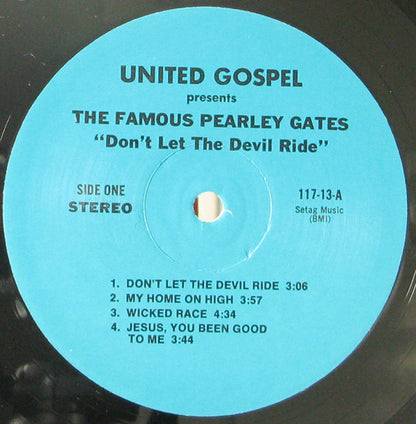 UNITED GOSPEL
presents
THE FAMOUS PEARLEY GATES
"Don't Let The Devil Ride"
SIDE ONE
STEREO
117-13-A
Setag Music
(BMI)
1. DON'T LET THE DEVIL RIDE 3:06
2. MY HOME ON HIGH 3:57
3. WICKED RACE 4:34
4. JESUS, YOU BEEN GOOD
TO ME 3:44